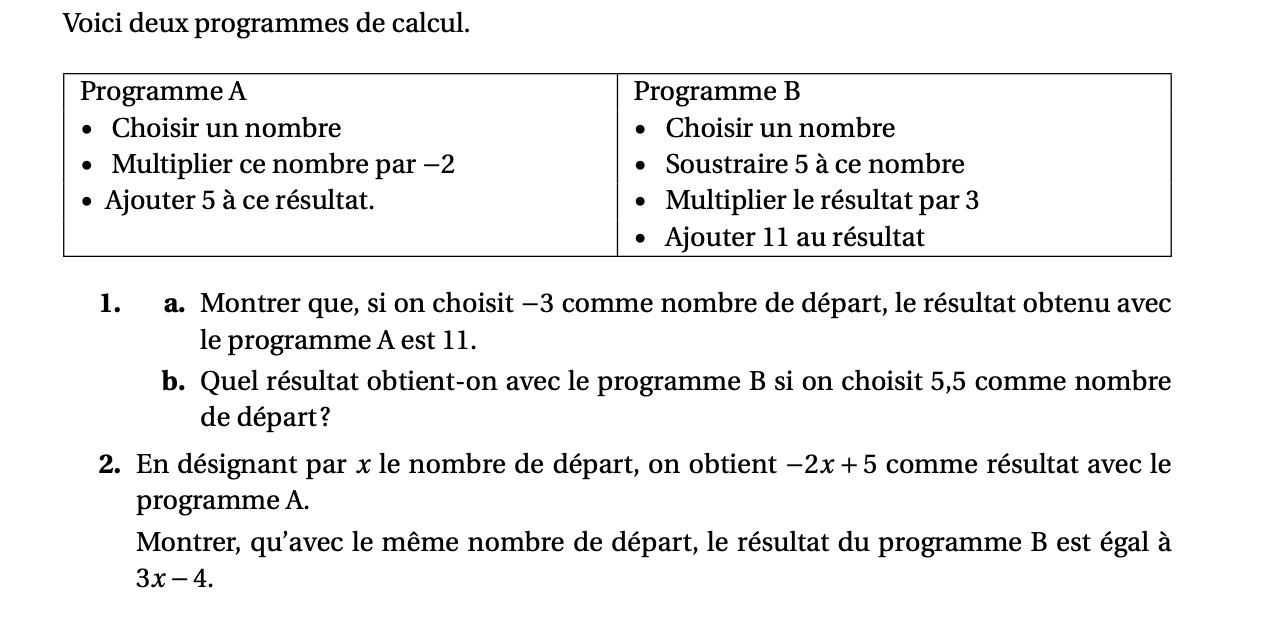 Voici deux programmes de calcul.
Programme A
• Choisir un nombre
• Multiplier ce nombre par −2
• Ajouter 5 à ce résultat.
Programme B
• Choisir un nombre
• Soustraire 5 à ce nombre
• Multiplier le résultat par 3
• Ajouter 11 au résultat
1. a. Montrer que, si on choisit −3 comme nombre de départ, le résultat obtenu avec
le programme A est 11.
b. Quel résultat obtient-on avec le programme B si on choisit 5,5 comme nombre
de départ?
2. En désignant par x le nombre de départ, on obtient −2x + 5 comme résultat avec le
programme A.
Montrer, qu’avec le même nombre de départ, le résultat du programme B est égal à
3x − 4.